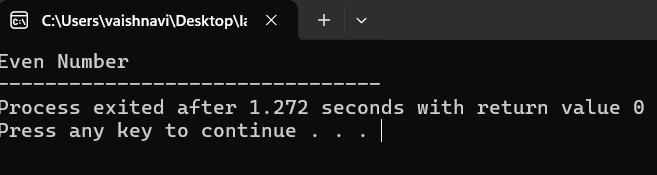 C:\Users\vaishnavi\Desktop\la
Even Number
--------------------------------
Process exited after 1.272 seconds with return value 0
Press any key to continue . . .